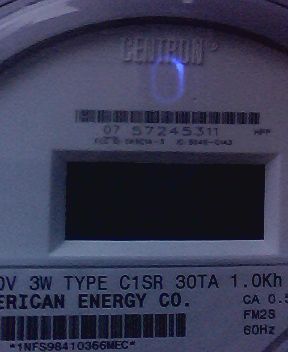 CENTRON®
07 57245311
0V 3W TYPE C1SR 30TA 1.0Kh
ERICAN ENERGY CO.
CA 0.5
FM2S
60Hz
*1NFS98410366MEC*